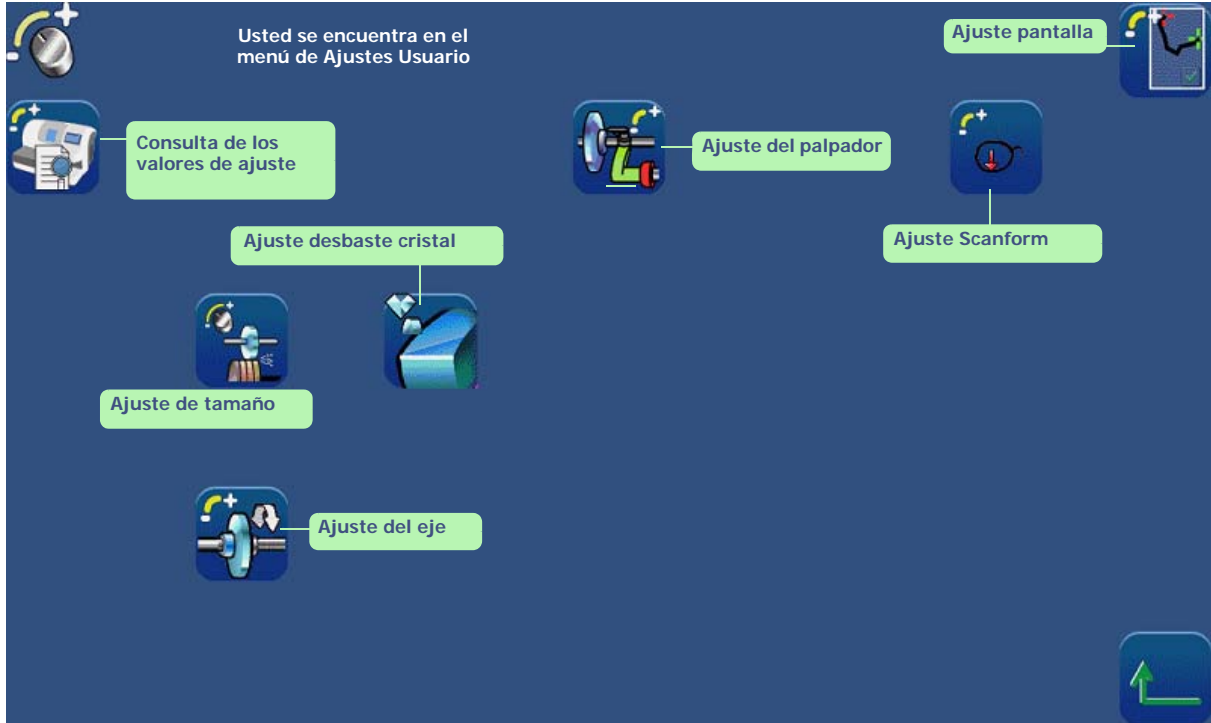 Usted se encuentra en el
menú de Ajustes Usuario
Ajuste pantalla
Consulta de los
valores de ajuste
Ajuste del palpador
Ajuste desbaste cristal
Ajuste Scanform
Ajuste de tamaño
Ajuste del eje